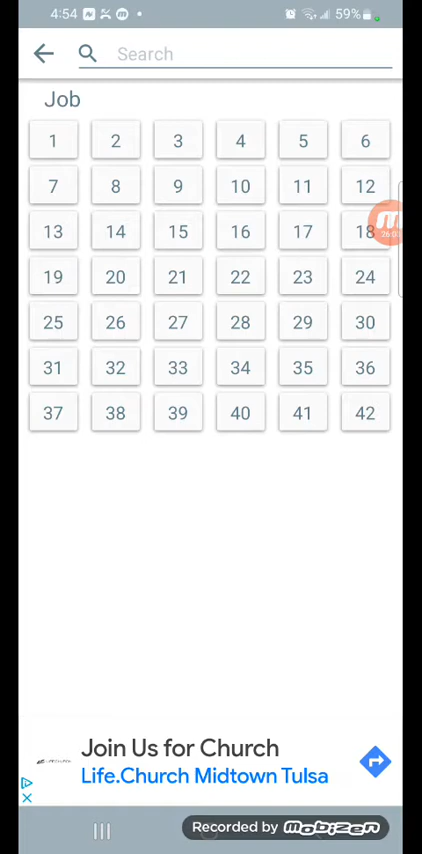 4:54 59%
Search
Job
1 2 3 4 5 6
7 8 9 10 11 12
13 14 15 16 17 18
26:01
19 20 21 22 23 24
25 26 27 28 29 30
31 32 33 34 35 36
37 38 39 40 41 42
Join Us for Church
Life.Church Midtown Tulsa
Recorded by mobizen